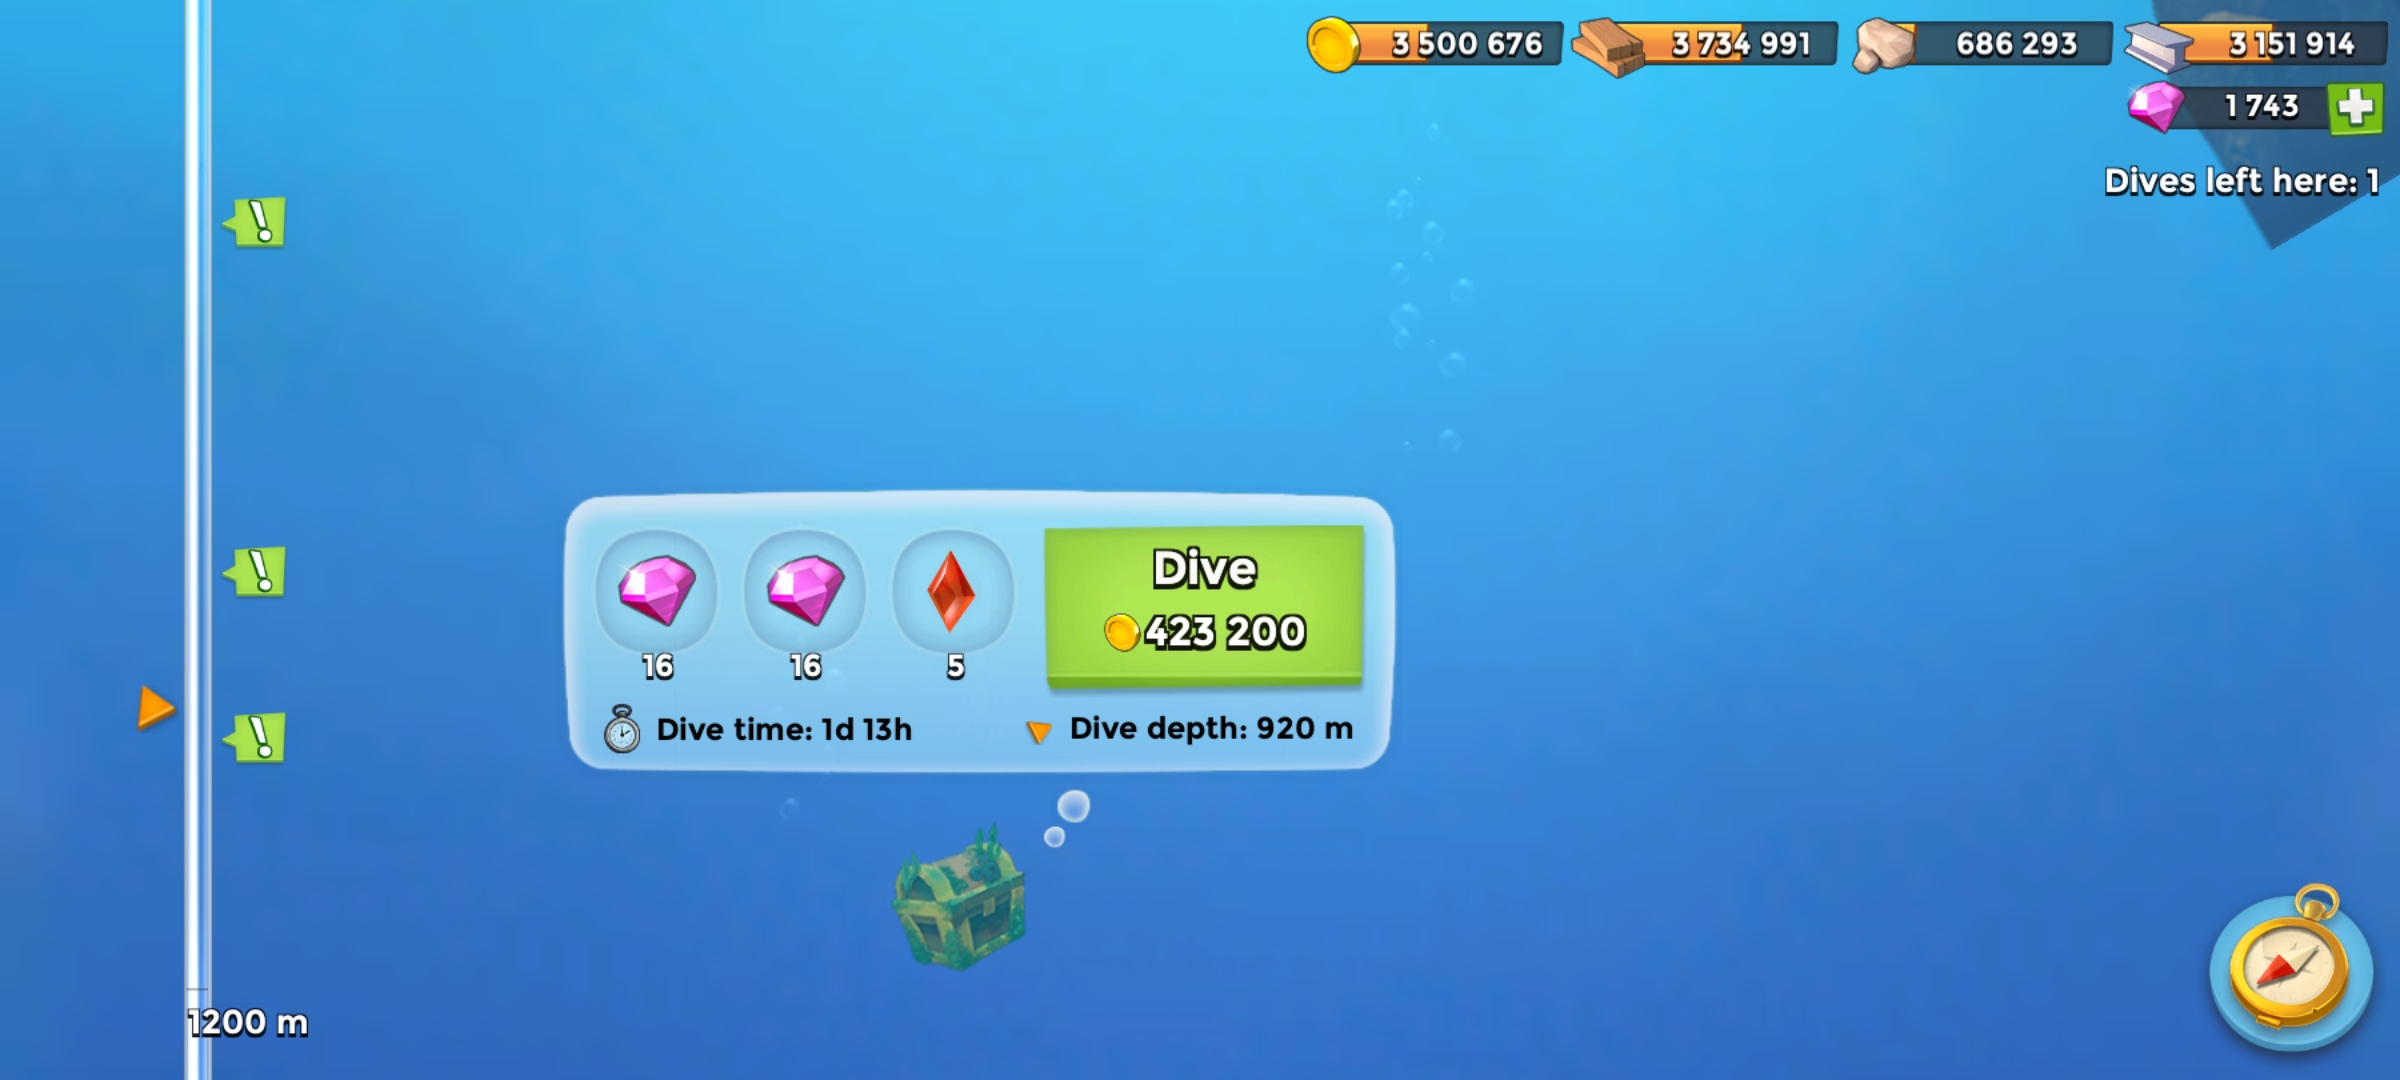 3 500 676
3 734 991
686 293
3 151 914
1 743
Dives left here: 1
Dive
423 200
16
16
5
Dive time: 1d 13h
Dive depth: 920 m
1200 m